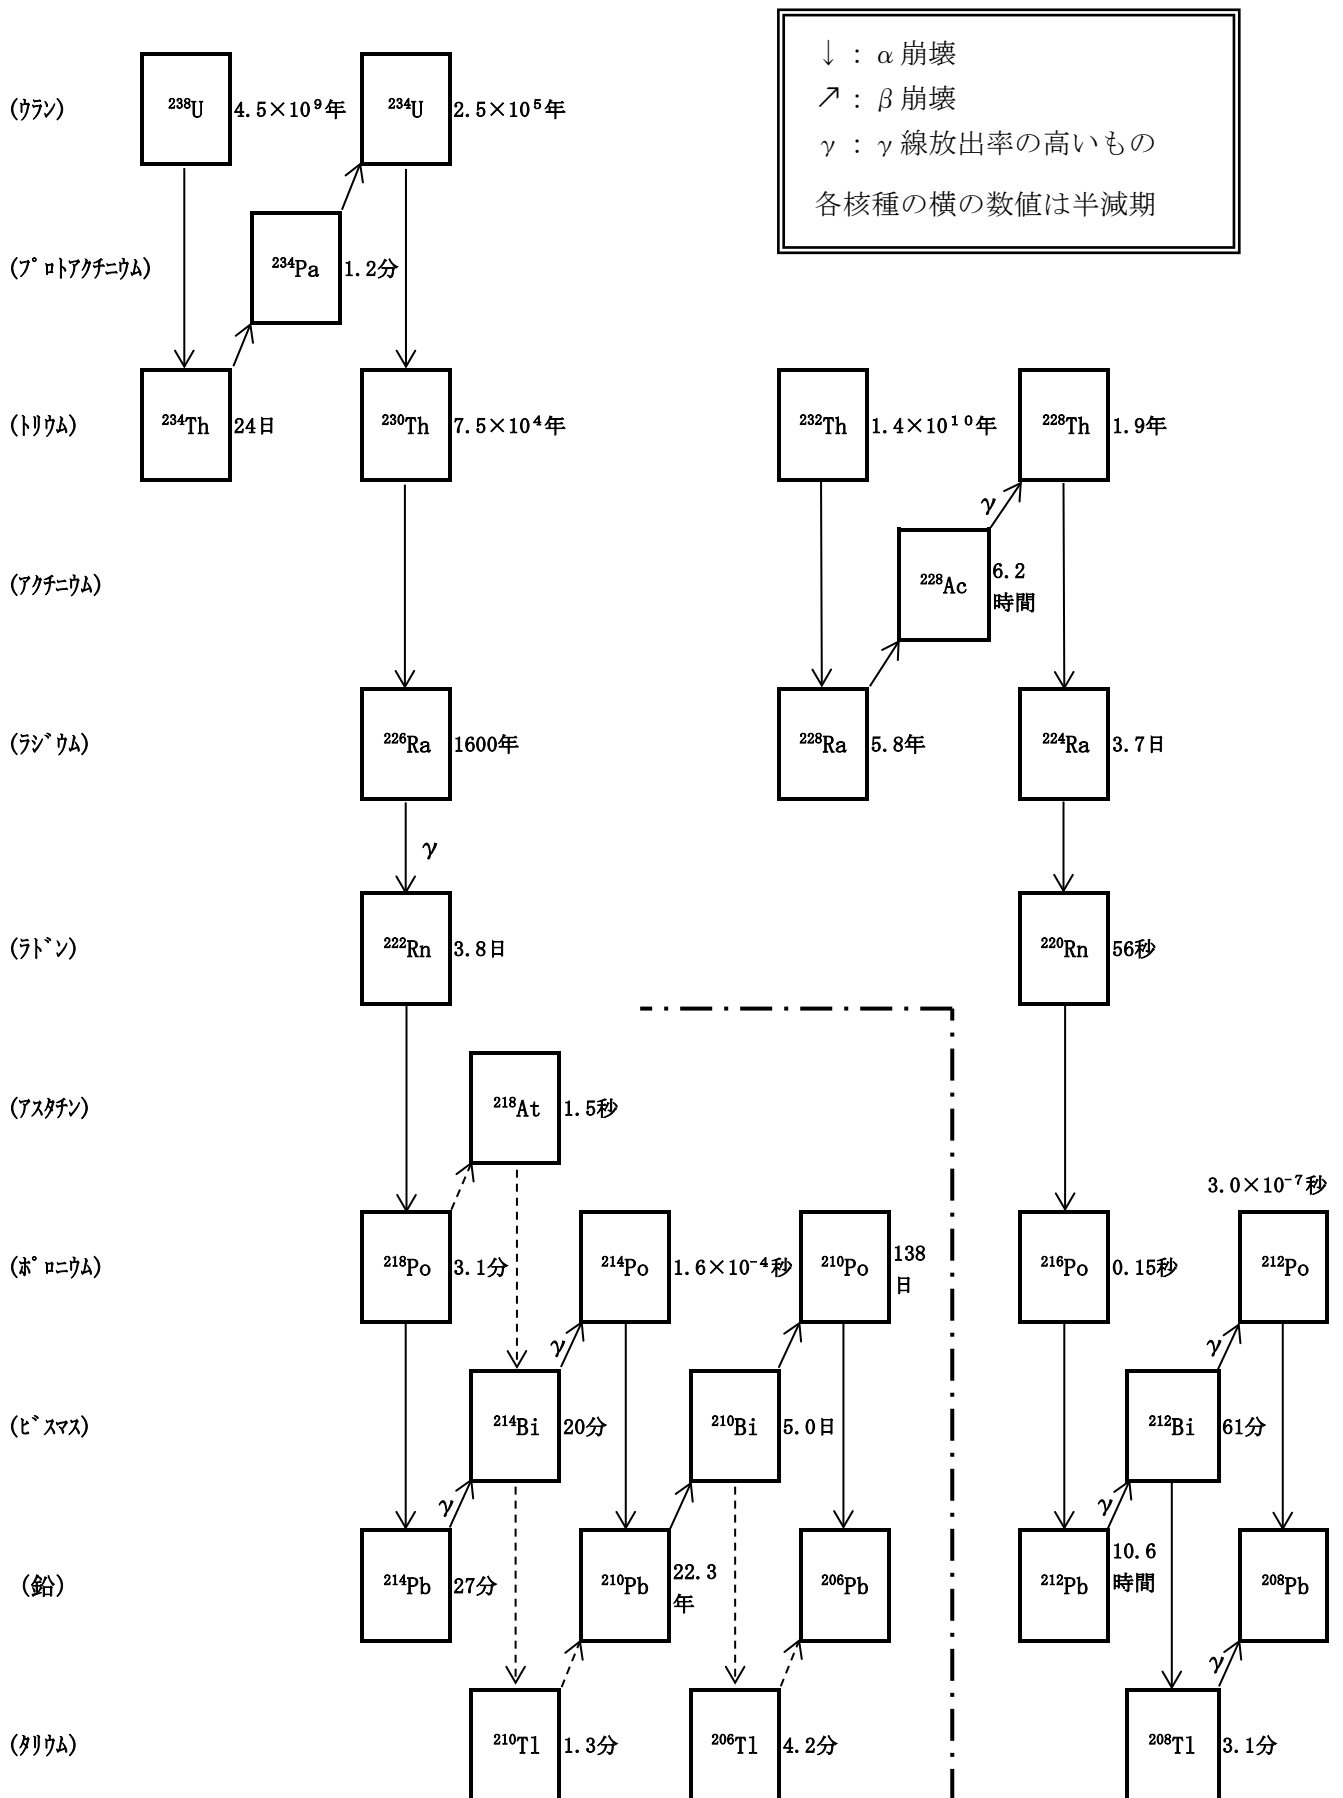 ↓ : α崩壊
↗ : β崩壊
γ : γ線放出率の高いもの
各核種の横の数値は半減期
(ウラン) ²³⁸U 4.5×10⁹年 ²³⁴U 2.5×10⁵年
(プロトアクチニウム) ²³⁴Pa 1.2分
(トリウム) ²³⁴Th 24日 ²³⁰Th 7.5×10⁴年 ²³²Th 1.4×10¹⁰年 ²²⁸Th 1.9年
γ
(アクチニウム) ²²⁸Ac 6.2
時間
(ラジウム) ²²⁶Ra 1600年 ²²⁸Ra 5.8年 ²²⁴Ra 3.7日
γ
(ラドン) ²²²Rn 3.8日 ²²⁰Rn 56秒
(アスタチン) ²¹⁸At 1.5秒
3.0×10⁻⁷秒
(ポロニウム) ²¹⁸Po 3.1分 ²¹⁴Po 1.6×10⁻⁴秒 ²¹⁰Po 138
日
²¹⁶Po 0.15秒 ²¹²Po
γ γ
(ビスマス) ²¹⁴Bi 20分 ²¹⁰Bi 5.0日 ²¹²Bi 61分
γ γ
(鉛) ²¹⁴Pb 27分 ²¹⁰Pb 22.3
年
²⁰⁶Pb ²¹²Pb 10.6
時間
²⁰⁸Pb
γ
(タリウム) ²¹⁰Tl 1.3分 ²⁰⁶Tl 4.2分 ²⁰⁸Tl 3.1分